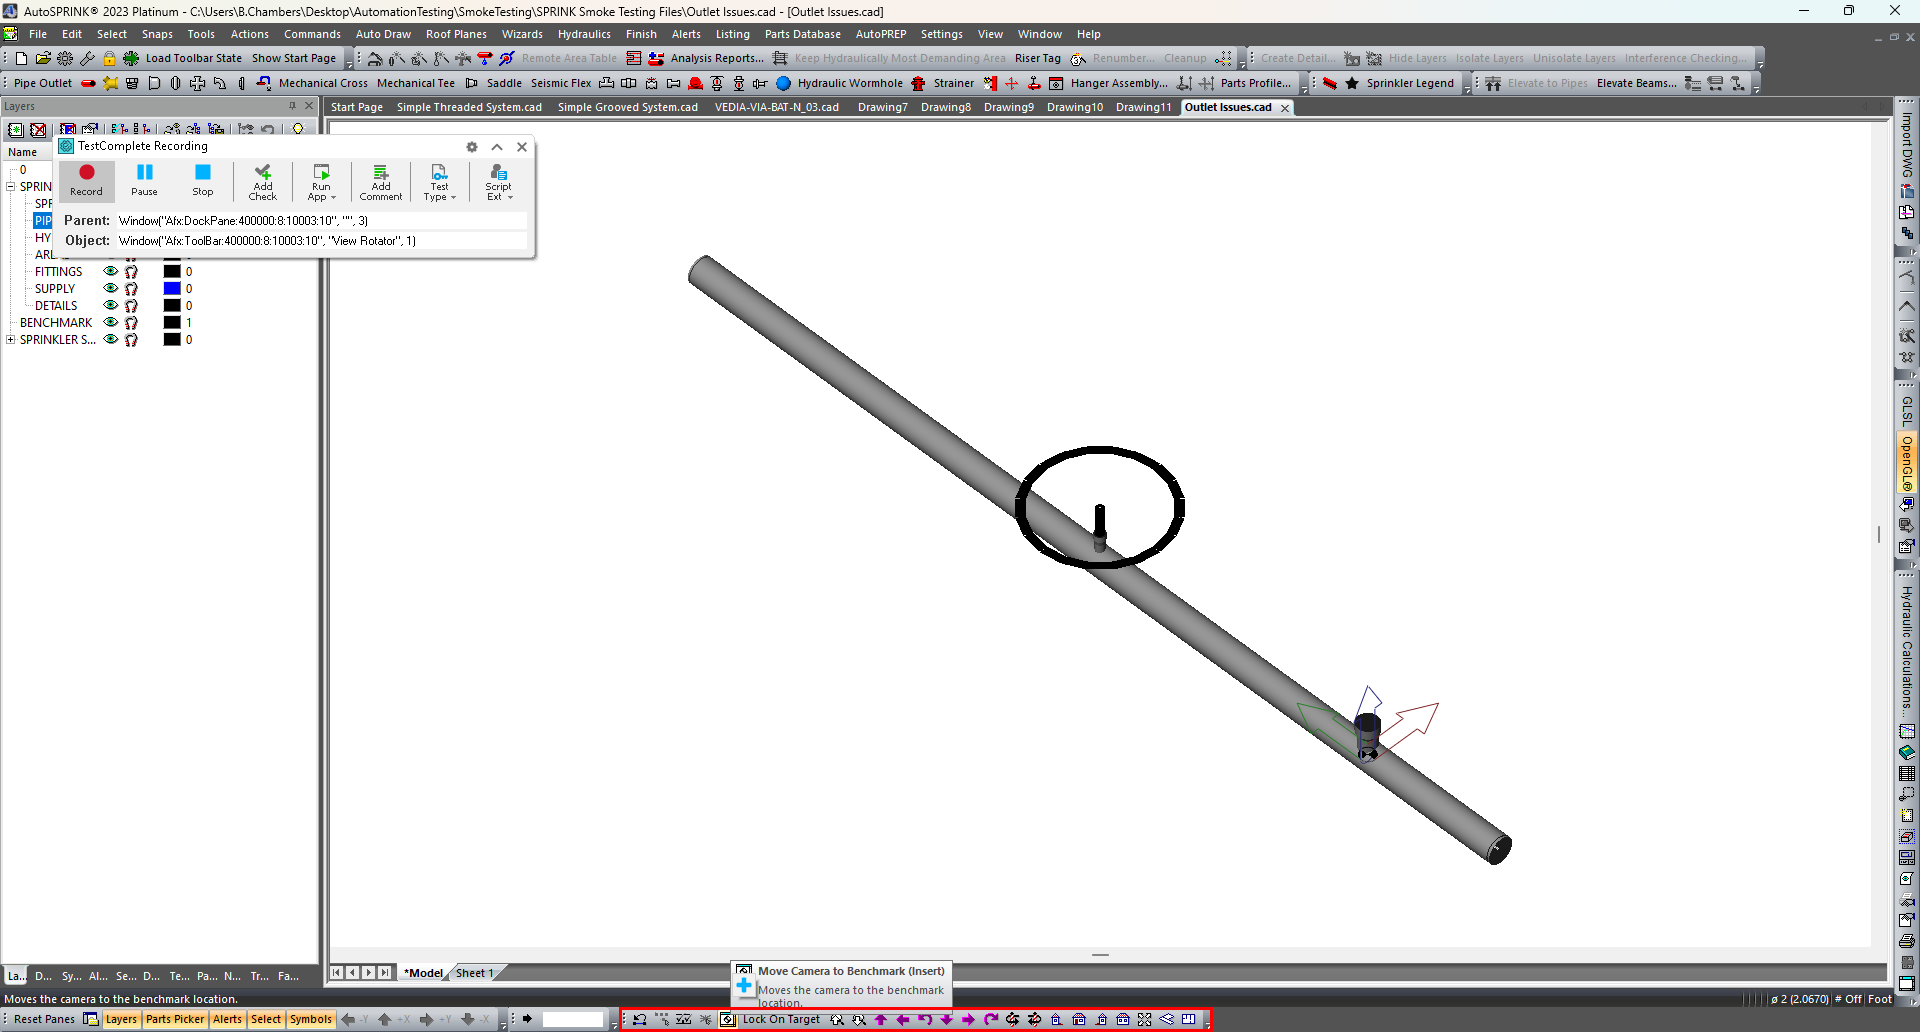 AutoSPRINK® 2023 Platinum - C:\Users\B.Chambers\Desktop\AutomationTesting\SmokeTesting\SPRINK Smoke Testing Files\Outlet Issues.cad - [Outlet Issues.cad]
File Edit Select Snaps Tools Actions Commands Auto Draw Roof Planes Wizards Hydraulics Finish Alerts Listing Parts Database AutoPREP Settings View Window Help
Load Toolbar State Show Start Page Remote Area Table Analysis Reports... Keep Hydraulically Most Demanding Area Riser Tag Renumber... Cleanup Create Detail... Hide Layers Isolate Layers Unisolate Layers Interference Checking...
Pipe Outlet Mechanical Cross Mechanical Tee Saddle Seismic Flex Hydraulic Wormhole Strainer Hanger Assembly... Parts Profile... Sprinkler Legend Elevate to Pipes Elevate Beams...
Layers
Start Page Simple Threaded System.cad Simple Grooved System.cad VEDIA-VIA-BAT-N_03.cad Drawing7 Drawing8 Drawing9 Drawing10 Drawing11 Outlet Issues.cad
Name
TestComplete Recording
0
SPRIN
SPF
PIP
HY
ARE
Record Pause Stop Add Check Run App Add Comment Test Type Script Ext
Parent: Window("Afx:DockPane:400000:8:10003:10", "", 3)
Object: Window("Afx:ToolBar:400000:8:10003:10", "View Rotator", 1)
FITTINGS 0
SUPPLY 0
DETAILS 0
BENCHMARK 1
SPRINKLER S... 0
Import DWG
GLSL
OpenGL®
Hydraulic Calculations...
La... D... Sy... Al... Se... D... Te... Pa... N... Tr... Fa...
*Model Sheet 1
Move Camera to Benchmark (Insert)
Moves the camera to the benchmark
location.
Moves the camera to the benchmark location.
ø 2 (2.0670) # Off Foot
Reset Panes Layers Parts Picker Alerts Select Symbols -Y +X +Y -X Lock On Target